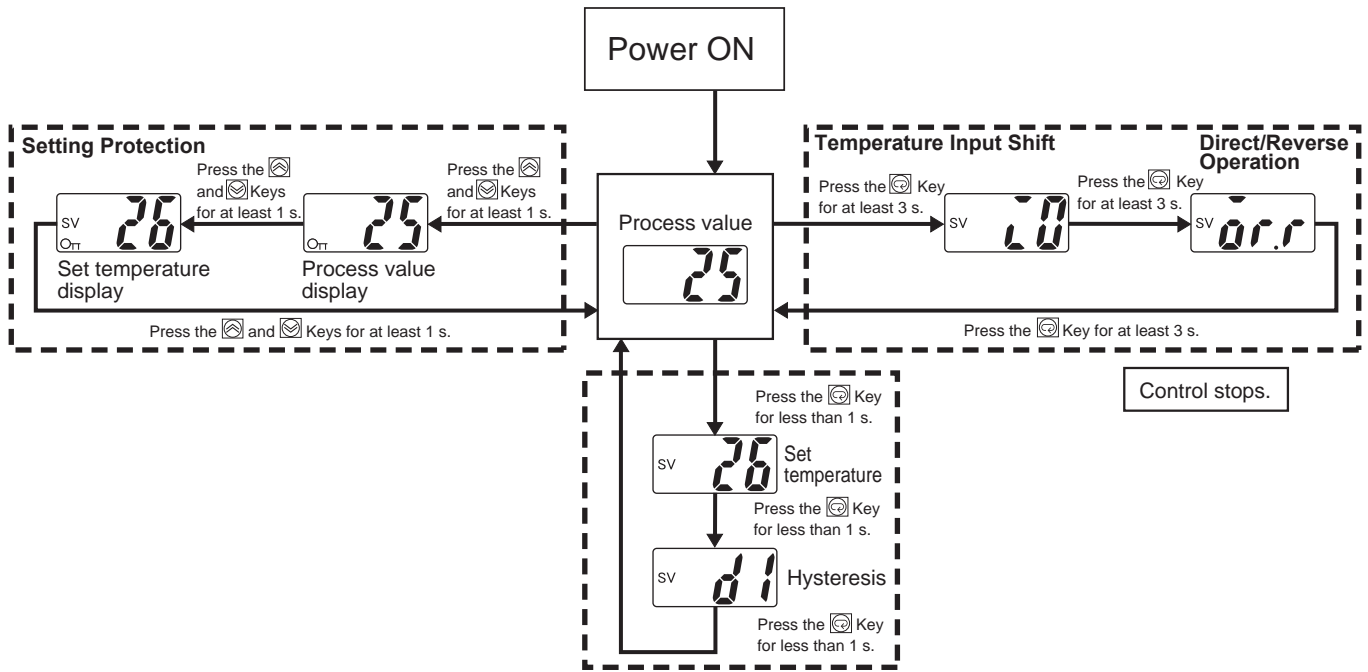 Power ON
Setting Protection
Press the
and Keys
for at least 1 s.
Press the
and Keys
for at least 1 s.
SV
26
25
Set temperature
display
Process value
display
Press the and Keys for at least 1 s.
Process value
25
Temperature Input Shift
Direct/Reverse
Operation
Press the Key
for at least 3 s.
SV
Press the Key
for at least 3 s.
SV
Press the Key for at least 3 s.
Control stops.
Press the Key
for less than 1 s.
SV
26
Set
temperature
Press the Key
for less than 1 s.
SV
d1
Hysteresis
Press the Key
for less than 1 s.